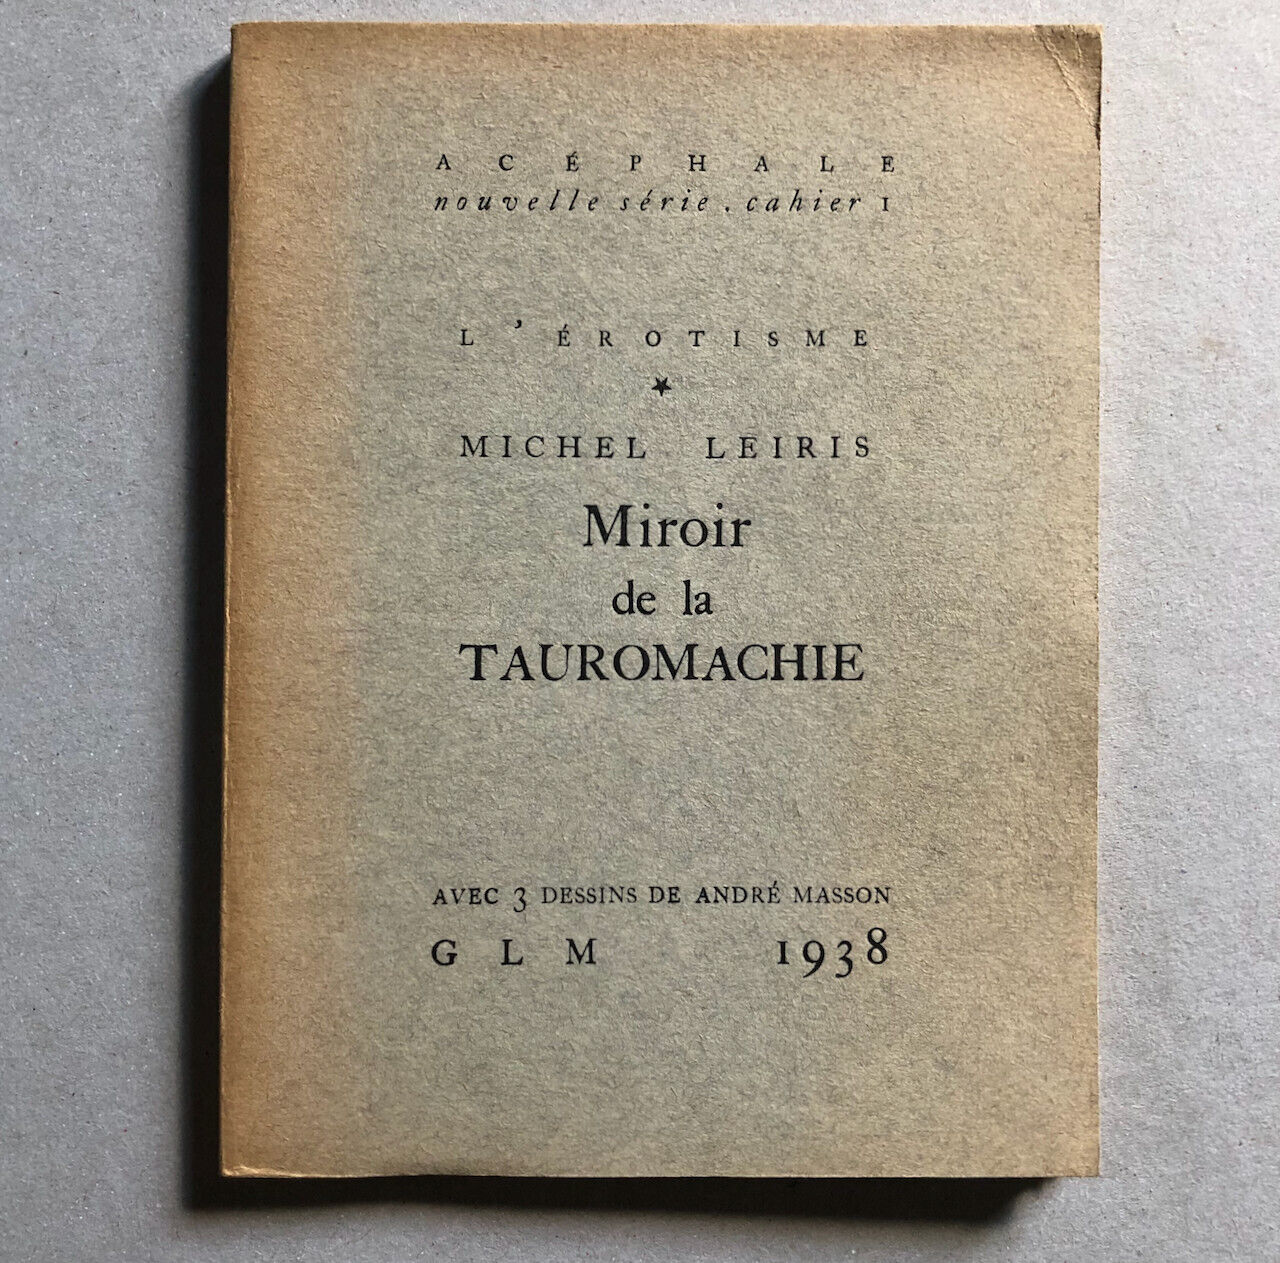 ACÉPHALE
nouvelle série . cahier I
L'ÉROTISME
★
MICHEL LEIRIS
Miroir
de la
TAUROMACHIE
AVEC 3 DESSINS DE ANDRÉ MASSON
GLM 1938